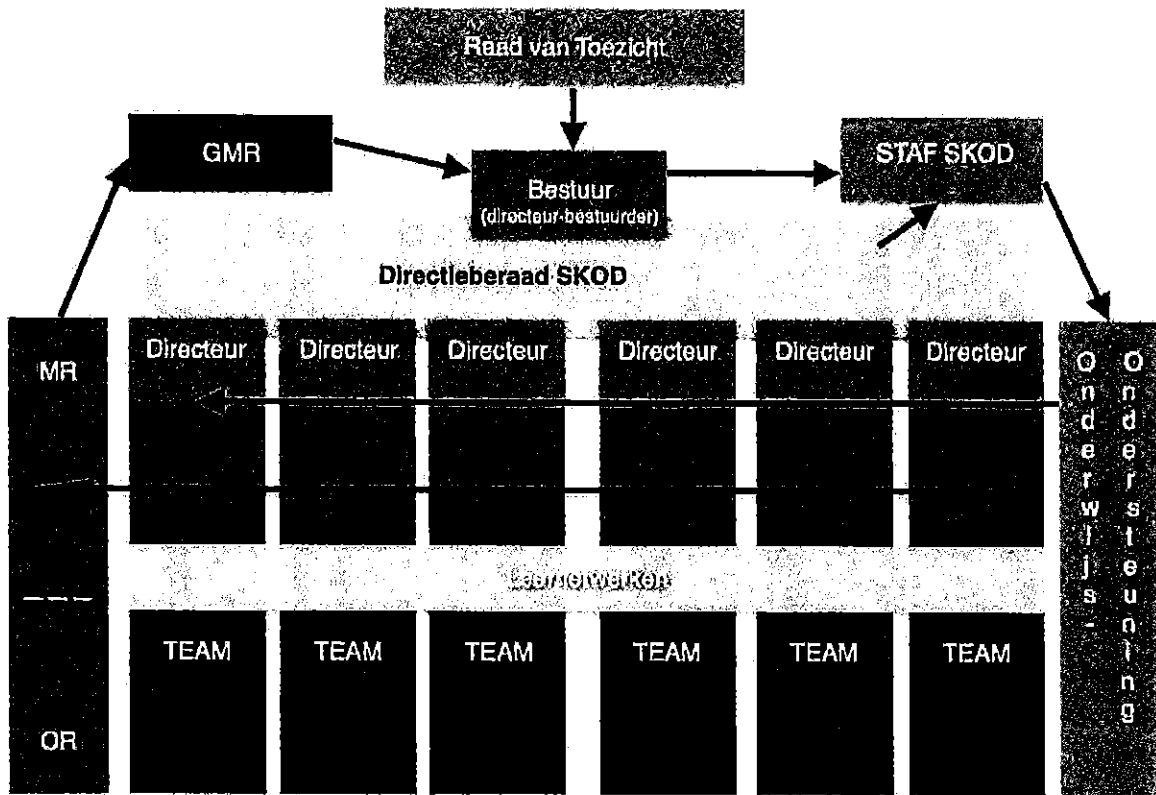 Raad van Toezicht
GMR
Bestuur
(directeur-bestuurder)
STAF SKOD
Directieberaad SKOD
MR
Directeur
Directeur
Directeur
Directeur
Directeur
Directeur
Onderwijs-
Ondersteuning
Leernetwerken
TEAM
TEAM
TEAM
TEAM
TEAM
TEAM
OR